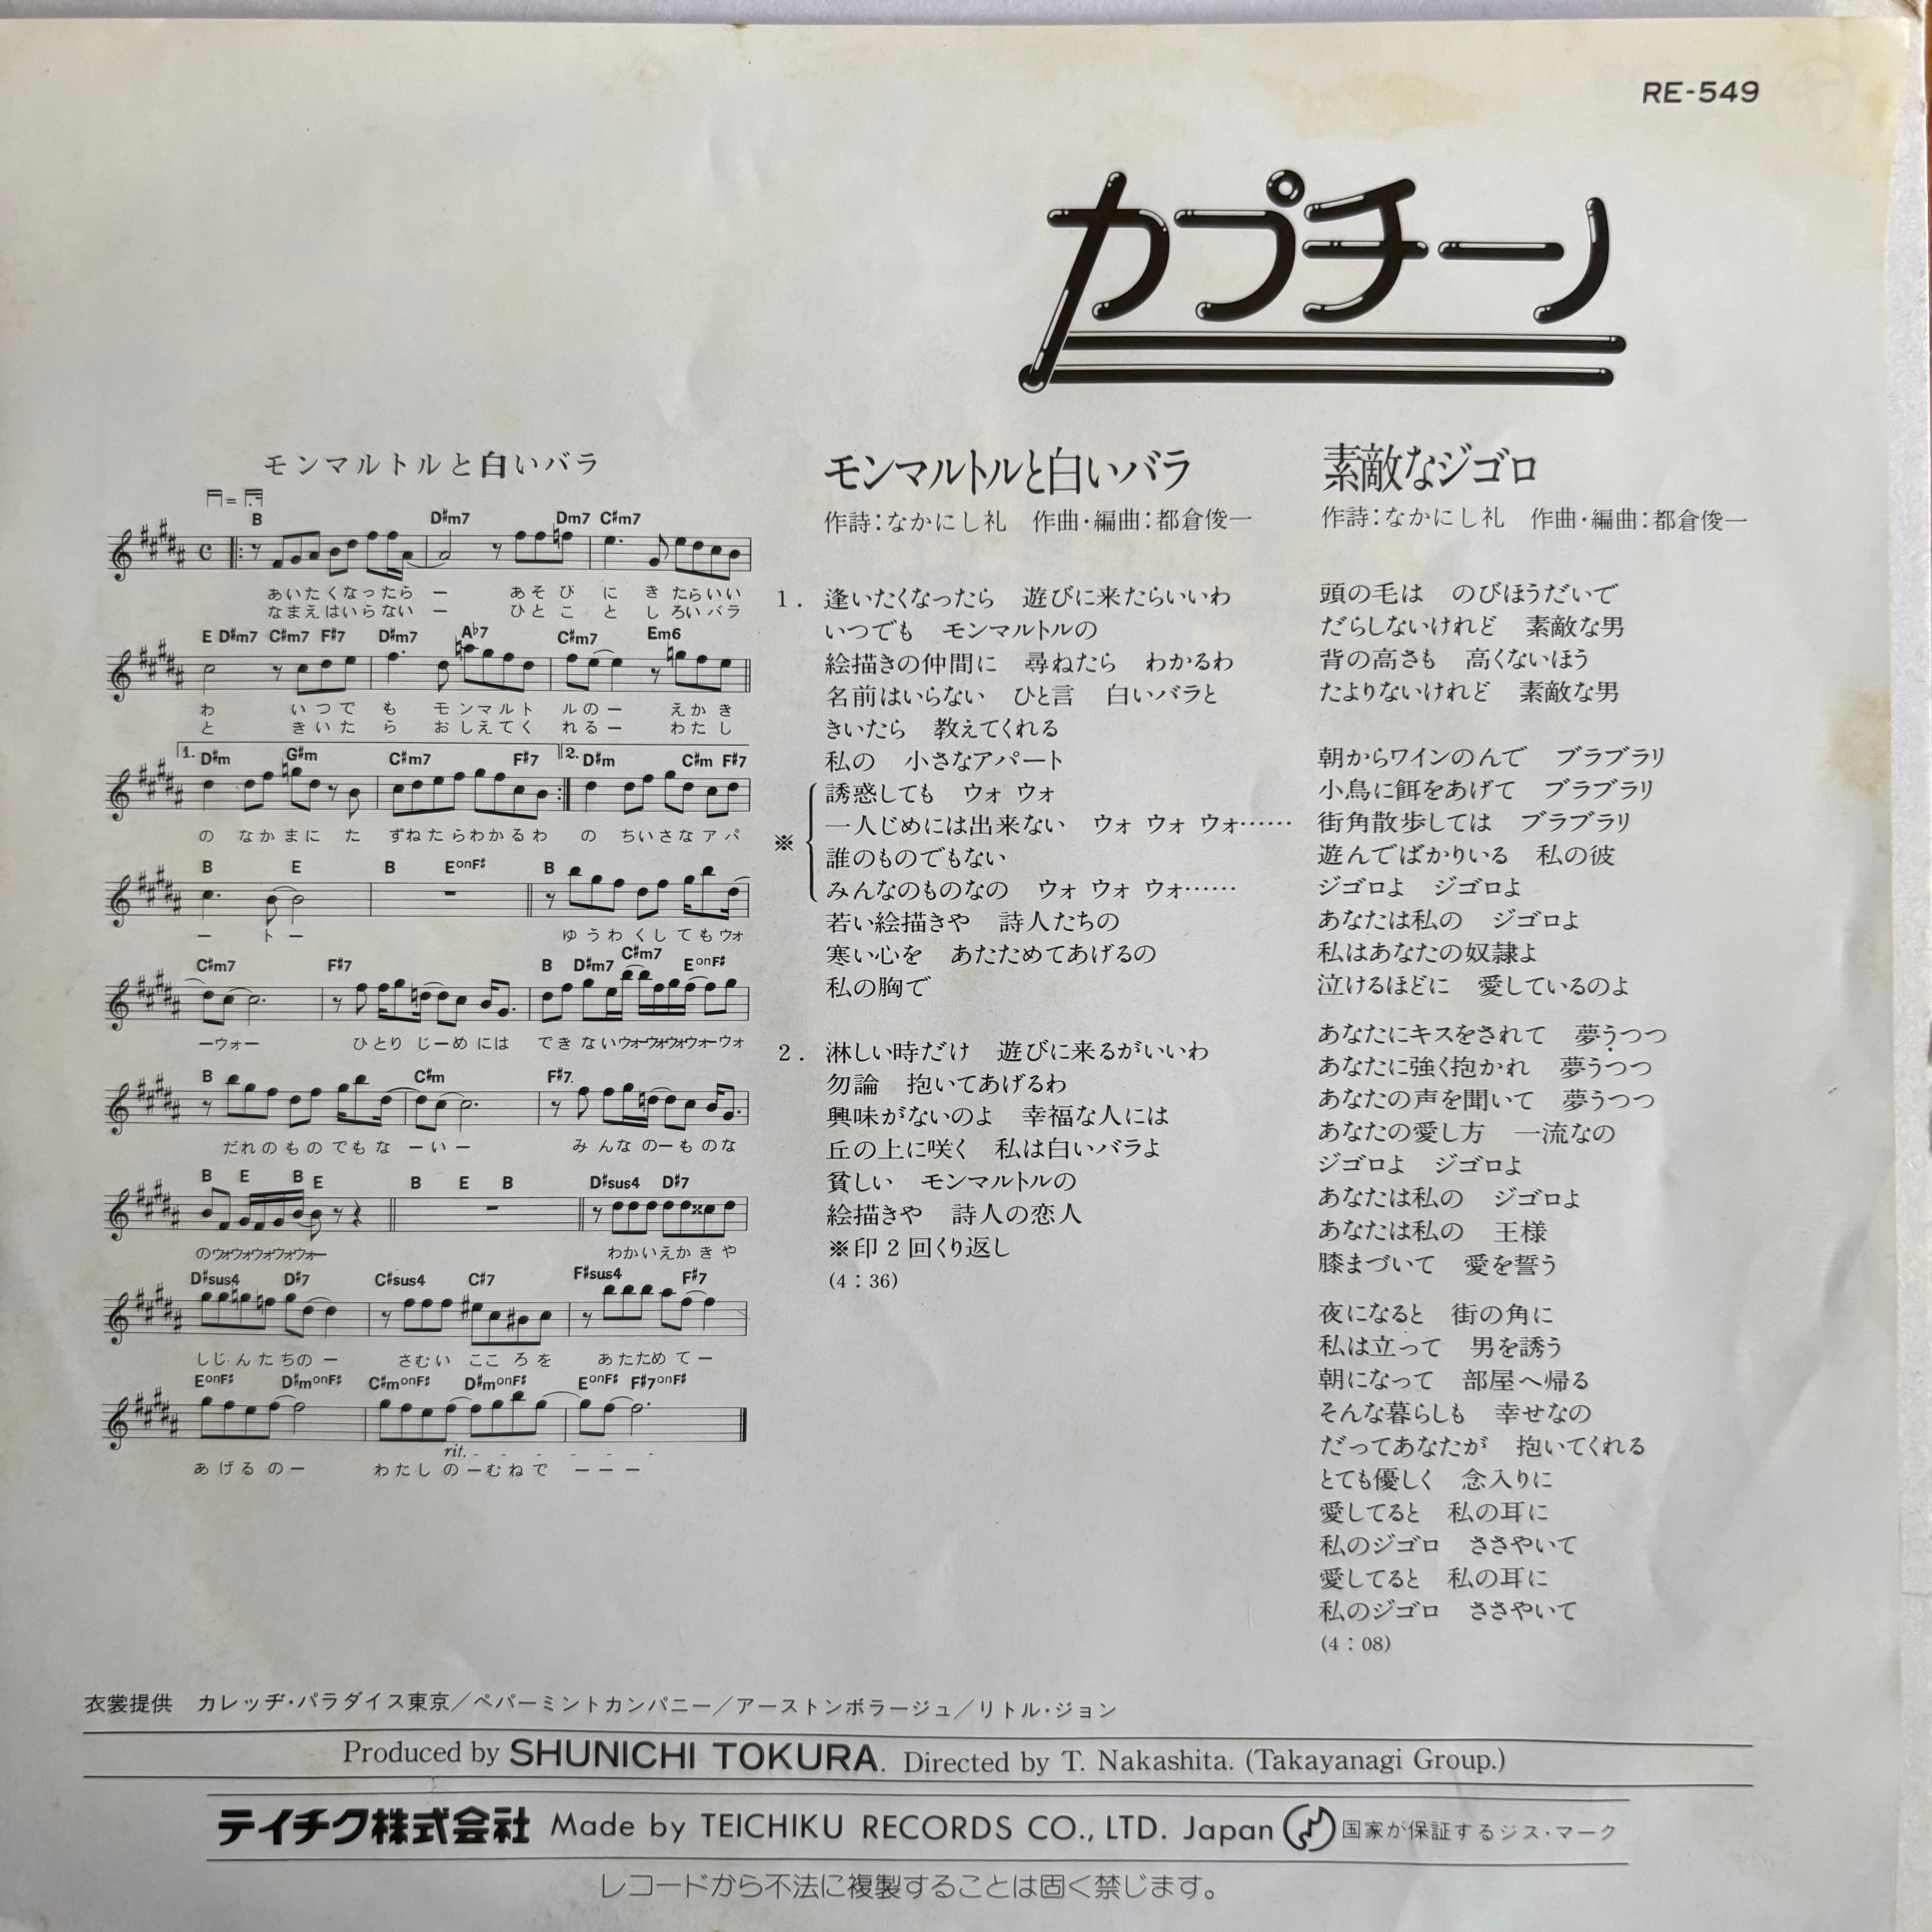 RE-549
カプチーノ
モンマルトルと白いバラ
B D#m7 Dm7 C#m7
あいたくなったら ー あそ び に き たらいい
なまえはいらない ー ひと こ と し ろいバラ
E D#m7 C#m7 F#7 D#m7 A♭7 C#m7 Em6
わ いつで も モンマルト ルのー えかき
と きいた ら おしえてく れるー わたし
1. D#m G#m C#m7 F#7 2. D#m C#m F#7
の なかまに た ずねたらわかるわ の ちいさなアパ
B E B EonF# B
ー ト ー ゆうわくしてもウォ
C#m7 F#7 B D#m7 C#m7 EonF#
ーウォー ひとり じーめには できないウォーウォウォウォーウォ
B C#m F#7
だれのものでもな ーいー みんなのーものな
B E B E B E B D#sus4 D#7
のウォウォウォウォウォー わかいえかきや
D#sus4 D#7 C#sus4 C#7 F#sus4 F#7
しじんたちのー さむい こころを あたためてー
EonF# D#monF# C#monF# D#monF# EonF# F#7onF#
rit.
あげるのー わたしのーむねで ーーー
モンマルトルと白いバラ
作詩：なかにし礼 作曲・編曲：都倉俊一
1. 逢いたくなったら 遊びに来たらいいわ
いつでも モンマルトルの
絵描きの仲間に 尋ねたら わかるわ
名前はいらない ひと言 白いバラと
きいたら 教えてくれる
私の 小さなアパート
誘惑しても ウォ ウォ
※ 一人じめには出来ない ウォ ウォ ウォ……
誰のものでもない
みんなのものなの ウォ ウォ ウォ……
若い絵描きや 詩人たちの
寒い心を あたためてあげるの
私の胸で
2. 淋しい時だけ 遊びに来るがいいわ
勿論 抱いてあげるわ
興味がないのよ 幸福な人には
丘の上に咲く 私は白いバラよ
貧しい モンマルトルの
絵描きや 詩人の恋人
※印2回くり返し
(4：36)
素敵なジゴロ
作詩：なかにし礼 作曲・編曲：都倉俊一
頭の毛は のびほうだいで
だらしないけれど 素敵な男
背の高さも 高くないほう
たよりないけれど 素敵な男
朝からワインのんで ブラブラリ
小鳥に餌をあげて ブラブラリ
街角散歩しては ブラブラリ
遊んでばかりいる 私の彼
ジゴロよ ジゴロよ
あなたは私の ジゴロよ
私はあなたの奴隷よ
泣けるほどに 愛しているのよ
あなたにキスをされて 夢うつつ
あなたに強く抱かれ 夢うつつ
あなたの声を聞いて 夢うつつ
あなたの愛し方 一流なの
ジゴロよ ジゴロよ
あなたは私の ジゴロよ
あなたは私の 王様
膝まづいて 愛を誓う
夜になると 街の角に
私は立って 男を誘う
朝になって 部屋へ帰る
そんな暮らしも 幸せなの
だってあなたが 抱いてくれる
とても優しく 念入りに
愛してると 私の耳に
私のジゴロ ささやいて
愛してると 私の耳に
私のジゴロ ささやいて
(4：08)
衣裳提供 カレッヂ・パラダイス東京／ペパーミントカンパニー／アーストンボラージュ／リトル・ジョン
Produced by SHUNICHI TOKURA. Directed by T. Nakashita. (Takayanagi Group.)
テイチク株式会社 Made by TEICHIKU RECORDS CO., LTD. Japan 国家が保証するジス・マーク
レコードから不法に複製することは固く禁じます。